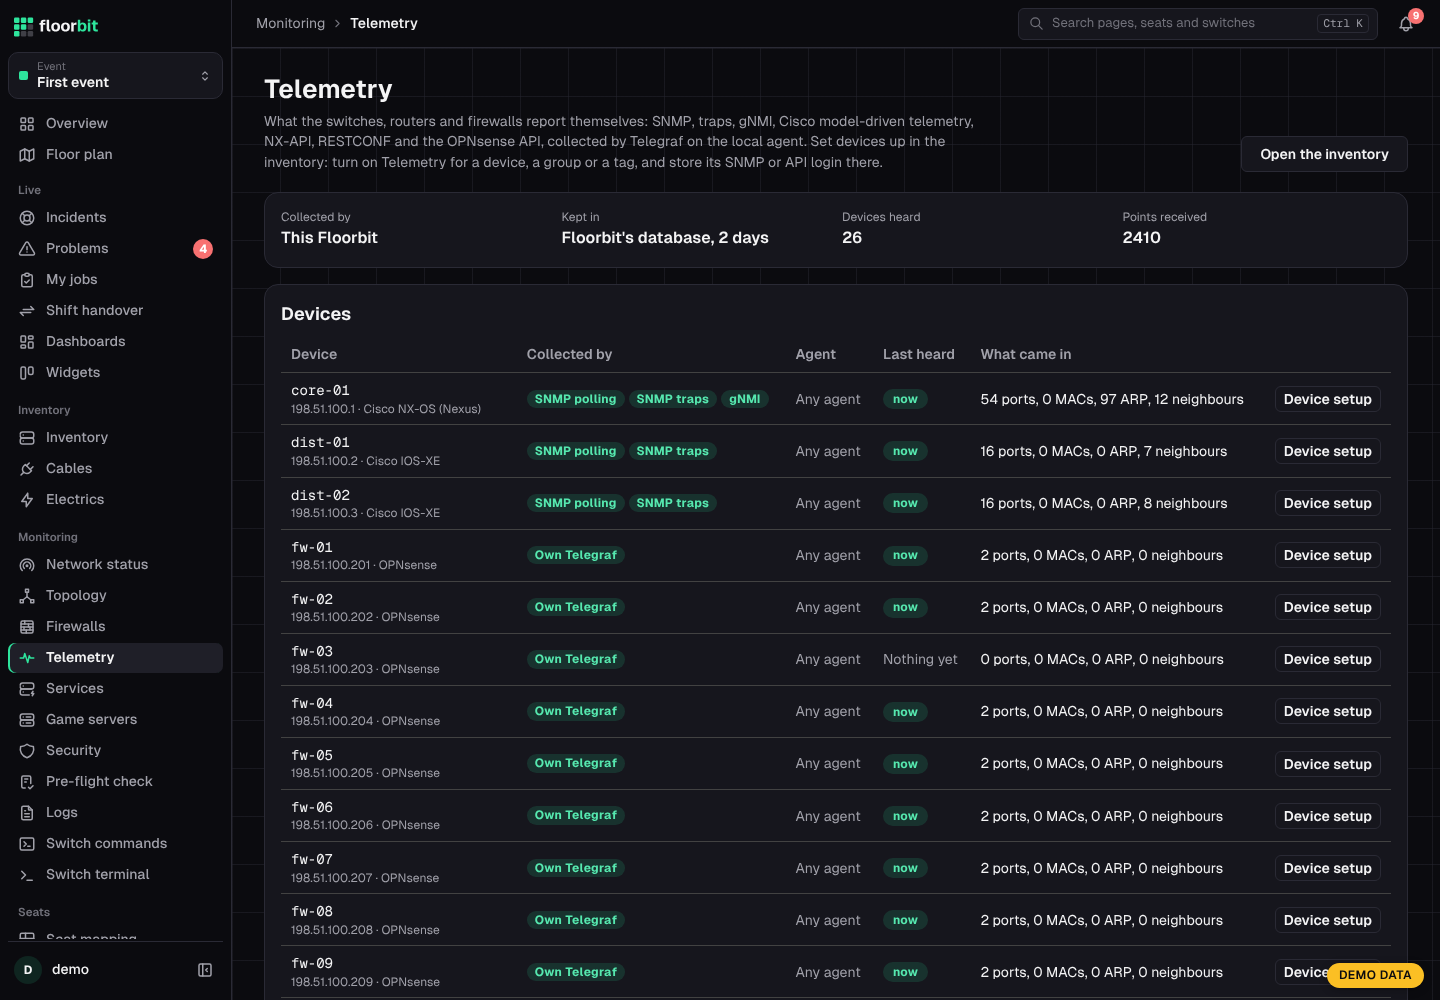 floorbit
Event
First event
Overview
Floor plan
Live
Incidents
Problems
4
My jobs
Shift handover
Dashboards
Widgets
Inventory
Inventory
Cables
Electrics
Monitoring
Network status
Topology
Firewalls
Telemetry
Services
Game servers
Security
Pre-flight check
Logs
Switch commands
Switch terminal
Seats
Seat mapping
D
demo
Monitoring > Telemetry
Search pages, seats and switches
Ctrl K
9
Telemetry
What the switches, routers and firewalls report themselves: SNMP, traps, gNMI, Cisco model-driven telemetry,
NX-API, RESTCONF and the OPNsense API, collected by Telegraf on the local agent. Set devices up in the
inventory: turn on Telemetry for a device, a group or a tag, and store its SNMP or API login there.
Open the inventory
Collected by
This Floorbit
Kept in
Floorbit's database, 2 days
Devices heard
26
Points received
2410
Devices
Device Collected by Agent Last heard What came in
core-01
198.51.100.1 · Cisco NX-OS (Nexus)
SNMP polling SNMP traps gNMI Any agent now 54 ports, 0 MACs, 97 ARP, 12 neighbours Device setup
dist-01
198.51.100.2 · Cisco IOS-XE
SNMP polling SNMP traps Any agent now 16 ports, 0 MACs, 0 ARP, 7 neighbours Device setup
dist-02
198.51.100.3 · Cisco IOS-XE
SNMP polling SNMP traps Any agent now 16 ports, 0 MACs, 0 ARP, 8 neighbours Device setup
fw-01
198.51.100.201 · OPNsense
Own Telegraf Any agent now 2 ports, 0 MACs, 0 ARP, 0 neighbours Device setup
fw-02
198.51.100.202 · OPNsense
Own Telegraf Any agent now 2 ports, 0 MACs, 0 ARP, 0 neighbours Device setup
fw-03
198.51.100.203 · OPNsense
Own Telegraf Any agent Nothing yet 0 ports, 0 MACs, 0 ARP, 0 neighbours Device setup
fw-04
198.51.100.204 · OPNsense
Own Telegraf Any agent now 2 ports, 0 MACs, 0 ARP, 0 neighbours Device setup
fw-05
198.51.100.205 · OPNsense
Own Telegraf Any agent now 2 ports, 0 MACs, 0 ARP, 0 neighbours Device setup
fw-06
198.51.100.206 · OPNsense
Own Telegraf Any agent now 2 ports, 0 MACs, 0 ARP, 0 neighbours Device setup
fw-07
198.51.100.207 · OPNsense
Own Telegraf Any agent now 2 ports, 0 MACs, 0 ARP, 0 neighbours Device setup
fw-08
198.51.100.208 · OPNsense
Own Telegraf Any agent now 2 ports, 0 MACs, 0 ARP, 0 neighbours Device setup
fw-09
198.51.100.209 · OPNsense
Own Telegraf Any agent now 2 ports, 0 MACs, 0 ARP, 0 neighbours Device
DEMO DATA